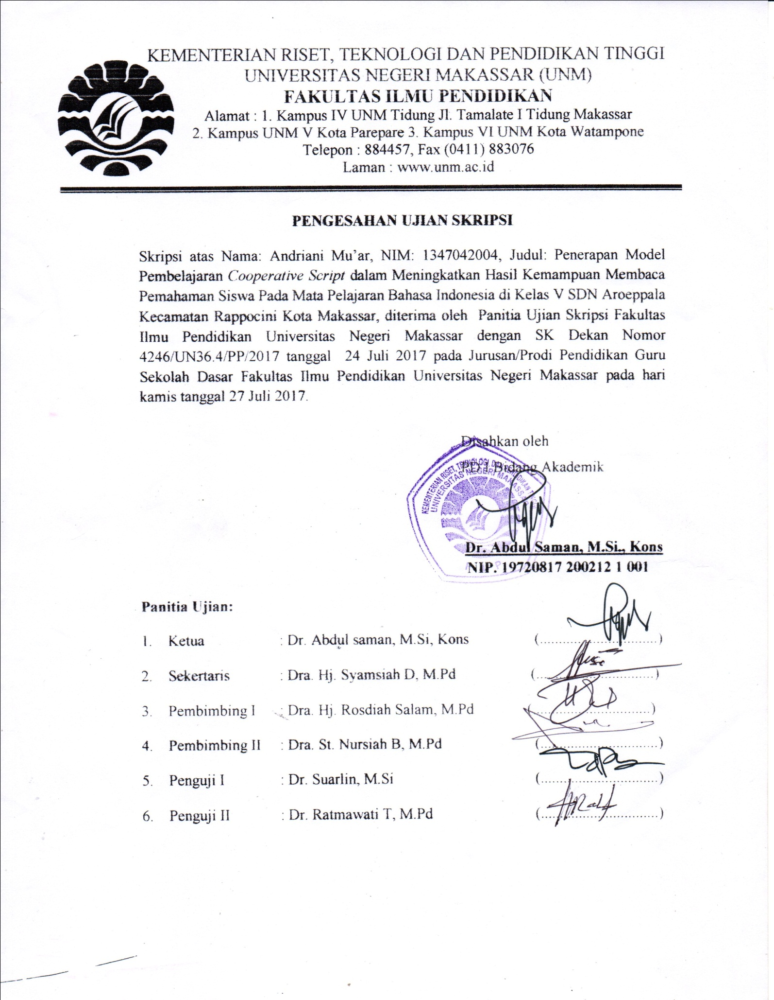 KEMENTERIAN RISET, TEKNOLOGI DAN PENDIDIKAN TINGGI
UNIVERSITAS NEGERI MAKASSAR (UNM)
FAKULTAS ILMU PENDIDIKAN
Alamat : 1. Kampus IV UNM Tidung Jl. Tamalate I Tidung Makassar
2. Kampus UNM V Kota Parepare 3. Kampus VI UNM Kota Watampone
Telepon : 884457, Fax (0411) 883076
Laman : www.unm.ac.id
PENGESAHAN UJIAN SKRIPSI
Skripsi atas Nama: Andriani Mu'ar, NIM: 1347042004, Judul: Penerapan Model
Pembelajaran Cooperative Script dalam Meningkatkan Hasil Kemampuan Membaca
Pemahaman Siswa Pada Mata Pelajaran Bahasa Indonesia di Kelas V SDN Aroeppala
Kecamatan Rappocini Kota Makassar, diterima oleh Panitia Ujian Skripsi Fakultas
Ilmu Pendidikan Universitas Negeri Makassar dengan SK Dekan Nomor
4246/UN36.4/PP/2017 tanggal 24 Juli 2017 pada Jurusan/Prodi Pendidikan Guru
Sekolah Dasar Fakultas Ilmu Pendidikan Universitas Negeri Makassar pada hari
kamis tanggal 27 Juli 2017.
Disahkan oleh
PD I Bidang Akademik
KEMENTERIAN RISET, TEKNOLOGI, DAN PENDIDIKAN TINGGI
UNIVERSITAS NEGERI MAKASSAR
Dr. Abdul Saman, M.Si., Kons
NIP. 19720817 200212 1 001
Panitia Ujian:
1. Ketua : Dr. Abdul saman, M.Si, Kons (................................)
2. Sekertaris : Dra. Hj. Syamsiah D, M.Pd (................................)
3. Pembimbing I : Dra. Hj. Rosdiah Salam, M.Pd (................................)
4. Pembimbing II : Dra. St. Nursiah B, M.Pd (................................)
5. Penguji I : Dr. Suarlin, M.Si (................................)
6. Penguji II : Dr. Ratmawati T, M.Pd (................................)